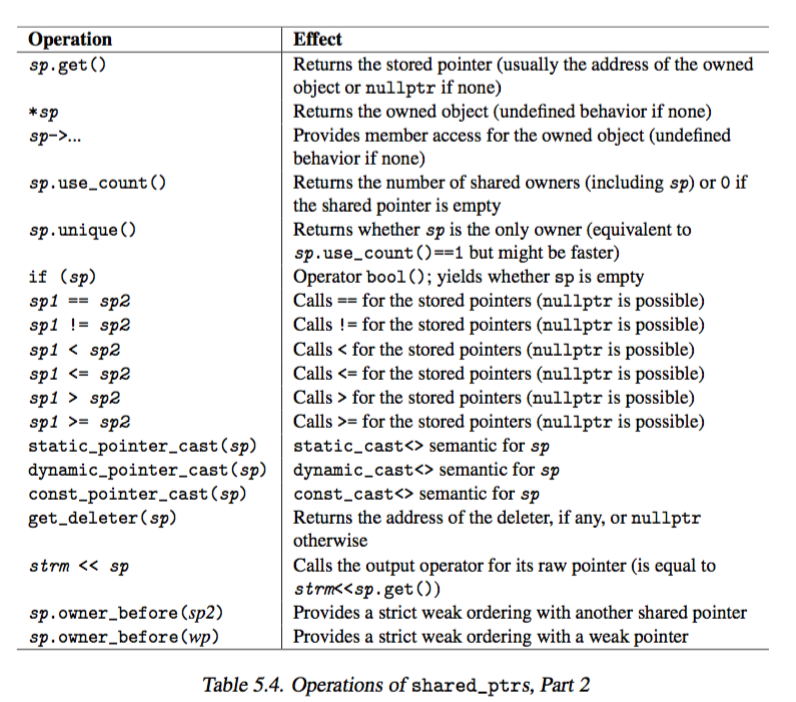 Operation Effect
sp.get() Returns the stored pointer (usually the address of the owned
object or nullptr if none)
*sp Returns the owned object (undefined behavior if none)
sp->... Provides member access for the owned object (undefined
behavior if none)
sp.use_count() Returns the number of shared owners (including sp) or 0 if
the shared pointer is empty
sp.unique() Returns whether sp is the only owner (equivalent to
sp.use_count()==1 but might be faster)
if (sp) Operator bool(); yields whether sp is empty
sp1 == sp2 Calls == for the stored pointers (nullptr is possible)
sp1 != sp2 Calls != for the stored pointers (nullptr is possible)
sp1 < sp2 Calls < for the stored pointers (nullptr is possible)
sp1 <= sp2 Calls <= for the stored pointers (nullptr is possible)
sp1 > sp2 Calls > for the stored pointers (nullptr is possible)
sp1 >= sp2 Calls >= for the stored pointers (nullptr is possible)
static_pointer_cast(sp) static_cast<> semantic for sp
dynamic_pointer_cast(sp) dynamic_cast<> semantic for sp
const_pointer_cast(sp) const_cast<> semantic for sp
get_deleter(sp) Returns the address of the deleter, if any, or nullptr
otherwise
strm << sp Calls the output operator for its raw pointer (is equal to
strm<<sp.get())
sp.owner_before(sp2) Provides a strict weak ordering with another shared pointer
sp.owner_before(wp) Provides a strict weak ordering with a weak pointer
Table 5.4. Operations of shared_ptrs, Part 2